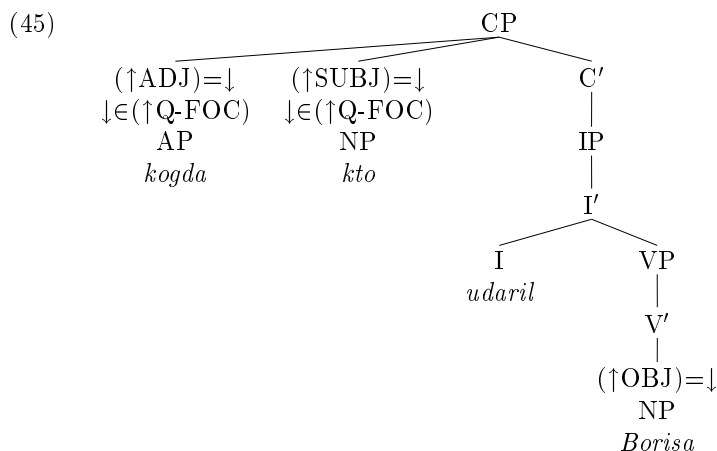 (45) CP
(↑ADJ)=↓ (↑SUBJ)=↓ C′
↓∈(↑Q-FOC) ↓∈(↑Q-FOC)
AP NP IP
kogda kto
I′
I VP
udaril
V′
(↑OBJ)=↓
NP
Borisa